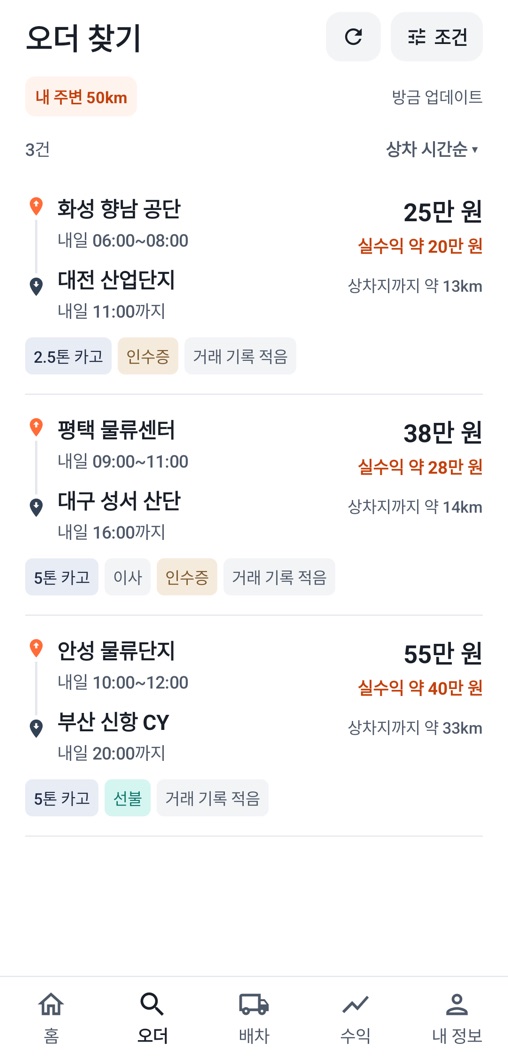 오더 찾기
조건
내 주변 50km
방금 업데이트
3건
상차 시간순 ▾
화성 향남 공단
25만 원
내일 06:00~08:00
실수익 약 20만 원
대전 산업단지
상차지까지 약 13km
내일 11:00까지
2.5톤 카고 인수증 거래 기록 적음
평택 물류센터
38만 원
내일 09:00~11:00
실수익 약 28만 원
대구 성서 산단
상차지까지 약 14km
내일 16:00까지
5톤 카고 이사 인수증 거래 기록 적음
안성 물류단지
55만 원
내일 10:00~12:00
실수익 약 40만 원
부산 신항 CY
상차지까지 약 33km
내일 20:00까지
5톤 카고 선불 거래 기록 적음
홈 오더 배차 수익 내 정보